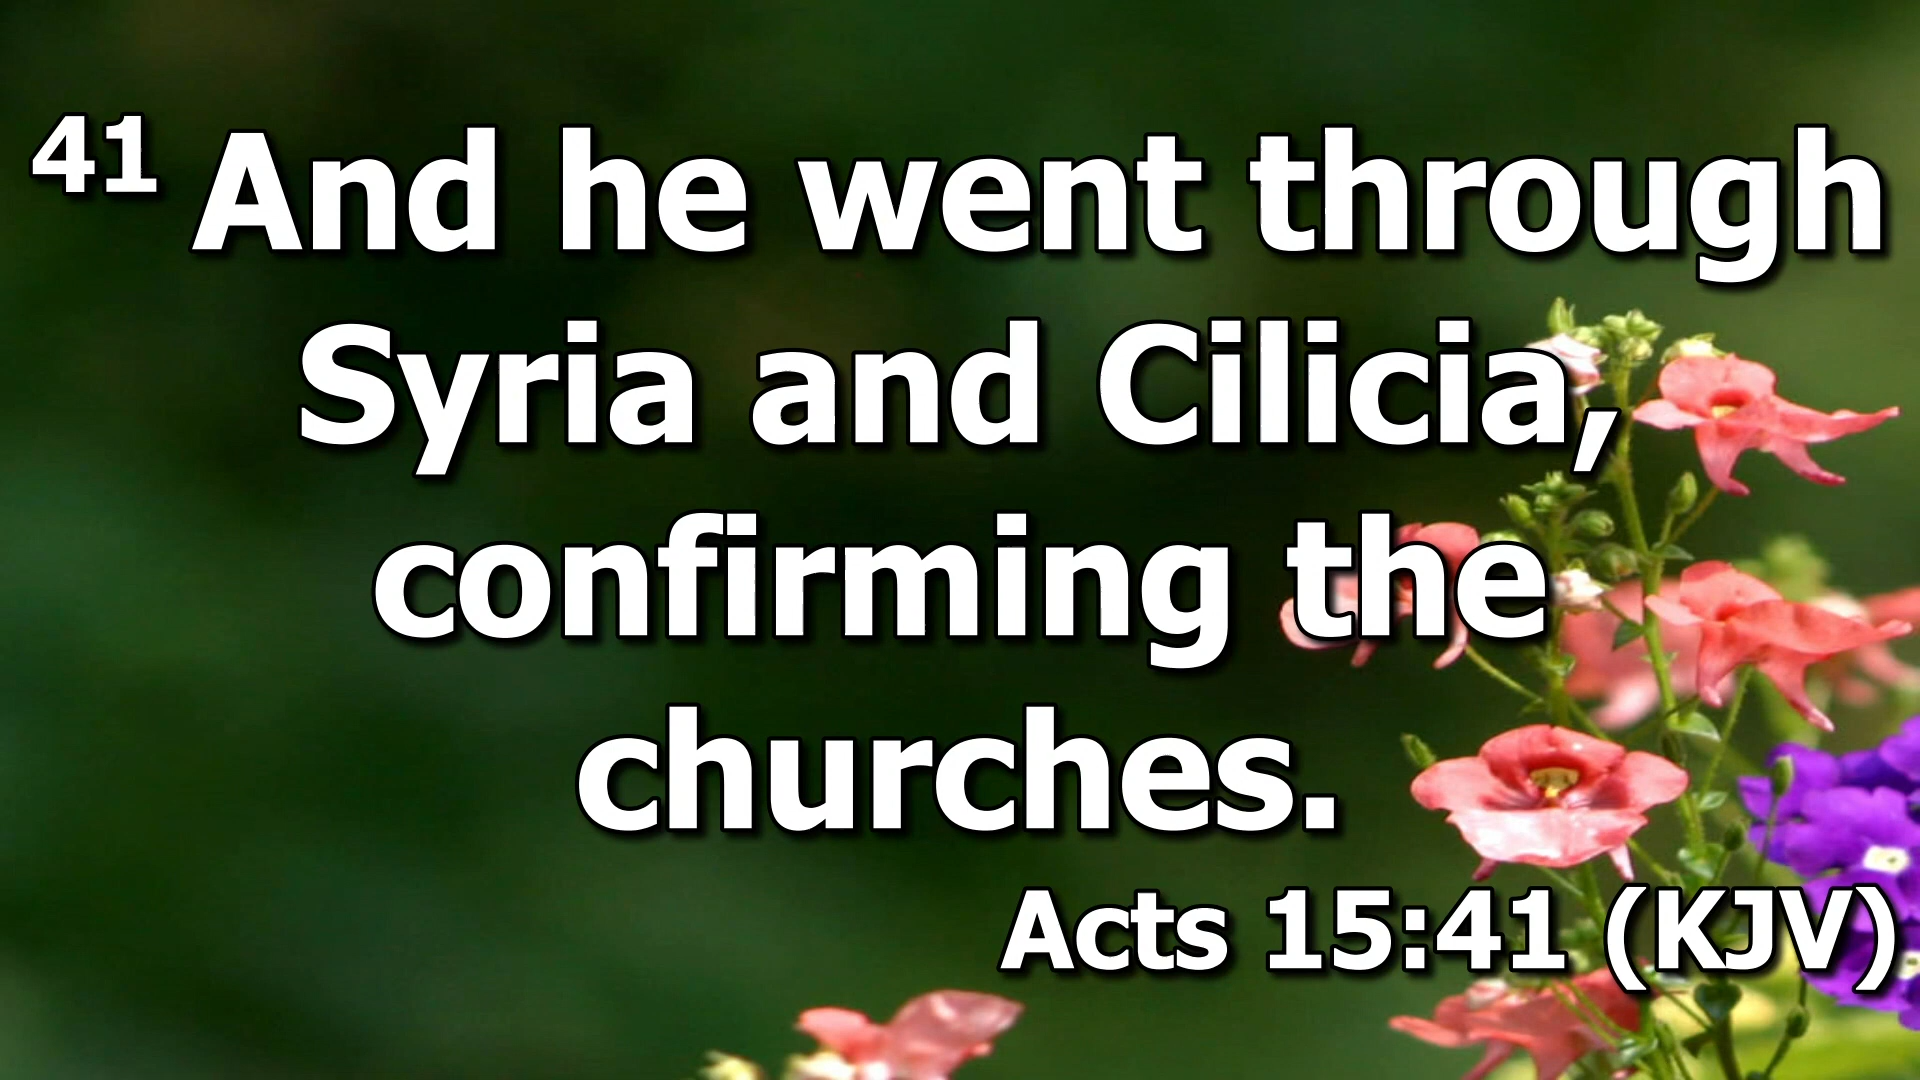 41 And he went through
Syria and Cilicia,
confirming the
churches.
Acts 15:41 (KJV)